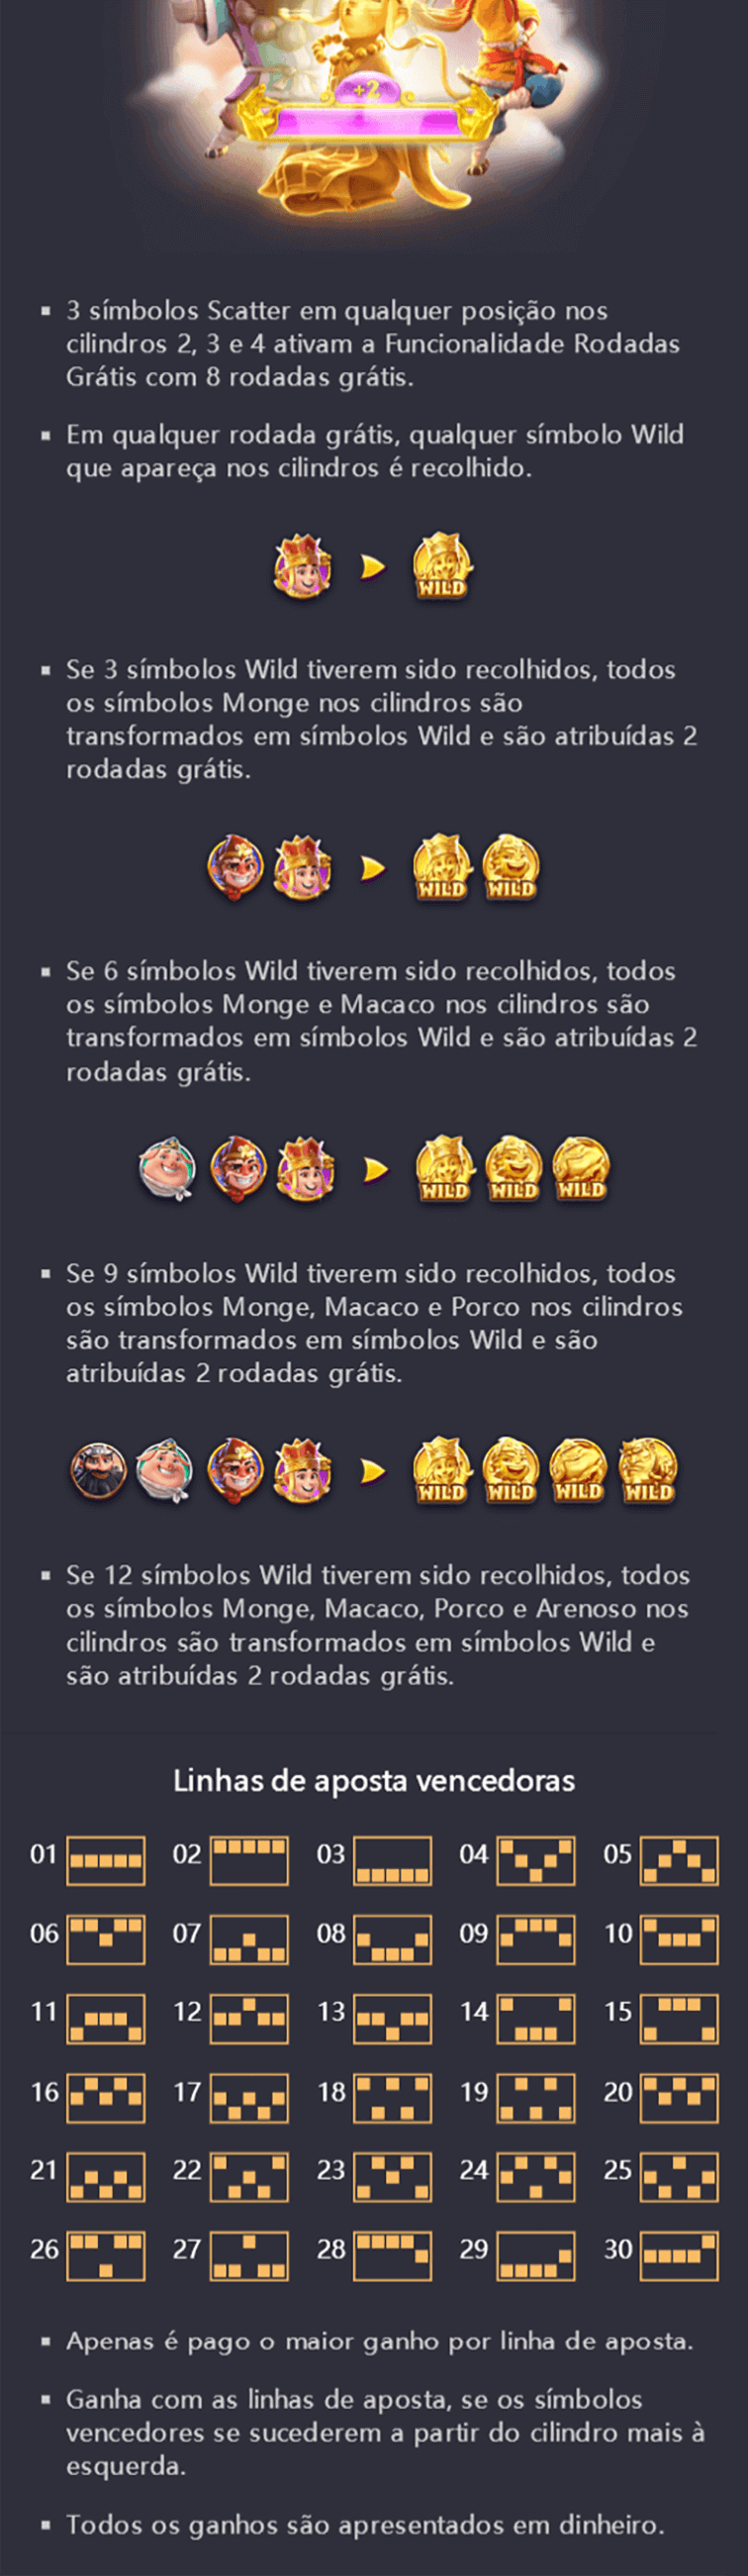 +2
▪ 3 símbolos Scatter em qualquer posição nos
cilindros 2, 3 e 4 ativam a Funcionalidade Rodadas
Grátis com 8 rodadas grátis.
▪ Em qualquer rodada grátis, qualquer símbolo Wild
que apareça nos cilindros é recolhido.
WILD
▪ Se 3 símbolos Wild tiverem sido recolhidos, todos
os símbolos Monge nos cilindros são
transformados em símbolos Wild e são atribuídas 2
rodadas grátis.
WILD WILD
▪ Se 6 símbolos Wild tiverem sido recolhidos, todos
os símbolos Monge e Macaco nos cilindros são
transformados em símbolos Wild e são atribuídas 2
rodadas grátis.
WILD WILD WILD
▪ Se 9 símbolos Wild tiverem sido recolhidos, todos
os símbolos Monge, Macaco e Porco nos cilindros
são transformados em símbolos Wild e são
atribuídas 2 rodadas grátis.
WILD WILD WILD WILD
▪ Se 12 símbolos Wild tiverem sido recolhidos, todos
os símbolos Monge, Macaco, Porco e Arenoso nos
cilindros são transformados em símbolos Wild e
são atribuídas 2 rodadas grátis.
Linhas de aposta vencedoras
01 02 03 04 05
06 07 08 09 10
11 12 13 14 15
16 17 18 19 20
21 22 23 24 25
26 27 28 29 30
▪ Apenas é pago o maior ganho por linha de aposta.
▪ Ganha com as linhas de aposta, se os símbolos
vencedores se sucederem a partir do cilindro mais à
esquerda.
▪ Todos os ganhos são apresentados em dinheiro.